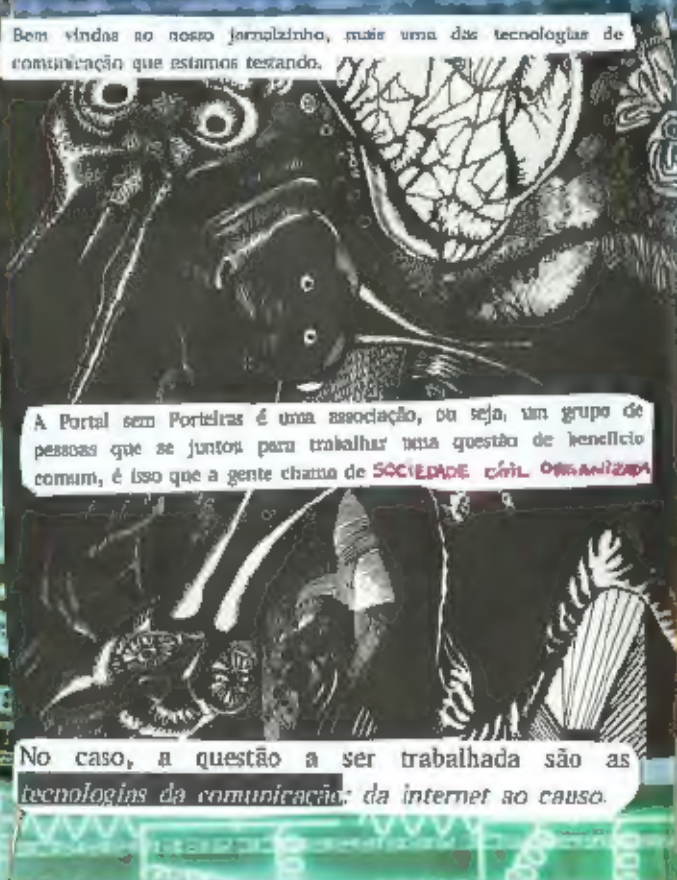 Bem vindas ao nosso jornalzinho, mais uma das tecnologias de
comunicação que estamos testando.
A Portal sem Porteiras é uma associação, ou seja, um grupo de
pessoas que se juntou para trabalhar uma questão de benefício
comum, é isso que a gente chama de SOCIEDADE CIVIL ORGANIZADA
No caso, a questão a ser trabalhada são as
tecnologias da comunicação: da internet ao causo.